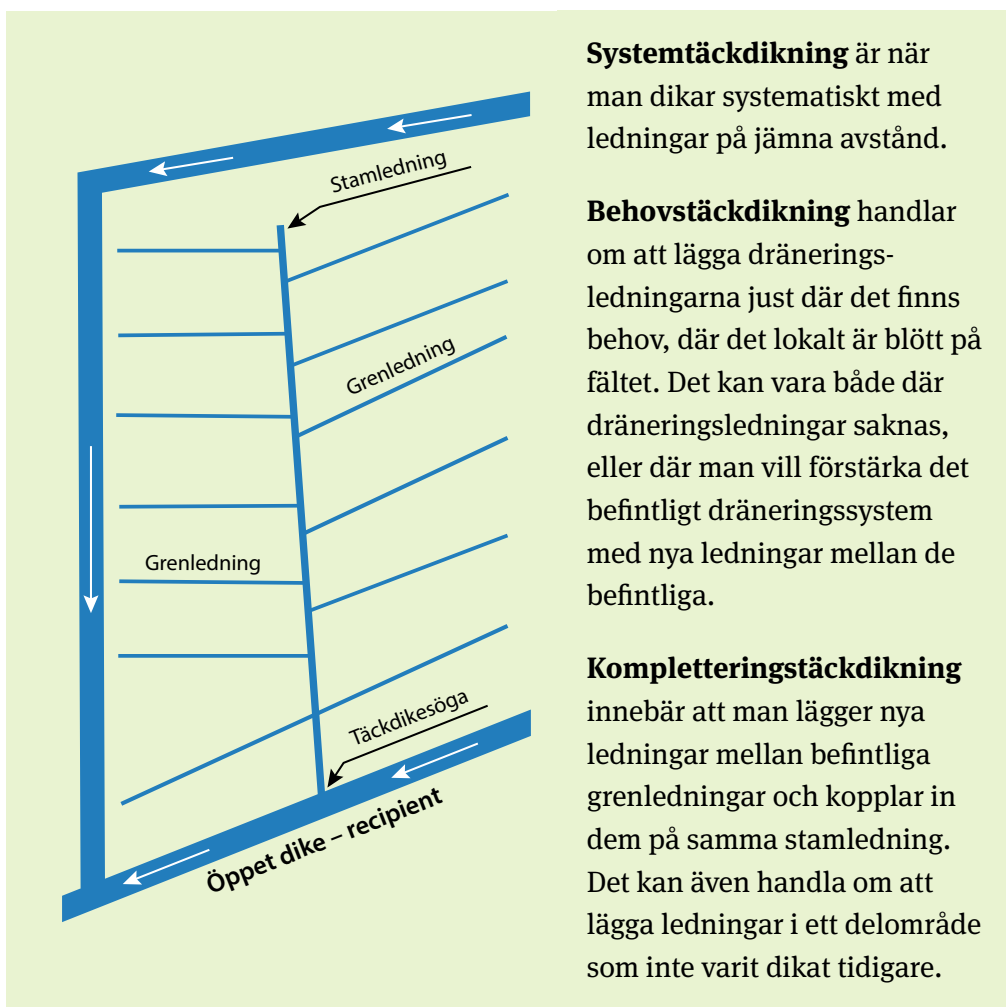 Stamledning
Grenledning
Grenledning
Täckdikesöga
Öppet dike – recipient
Systemtäckdikning är när
man dikar systematiskt med
ledningar på jämna avstånd.
Behovstäckdikning handlar
om att lägga dränerings-
ledningarna just där det finns
behov, där det lokalt är blött på
fältet. Det kan vara både där
dräneringsledningar saknas,
eller där man vill förstärka det
befintligt dräneringssystem
med nya ledningar mellan de
befintliga.
Kompletteringstäckdikning
innebär att man lägger nya
ledningar mellan befintliga
grenledningar och kopplar in
dem på samma stamledning.
Det kan även handla om att
lägga ledningar i ett delområde
som inte varit dikat tidigare.